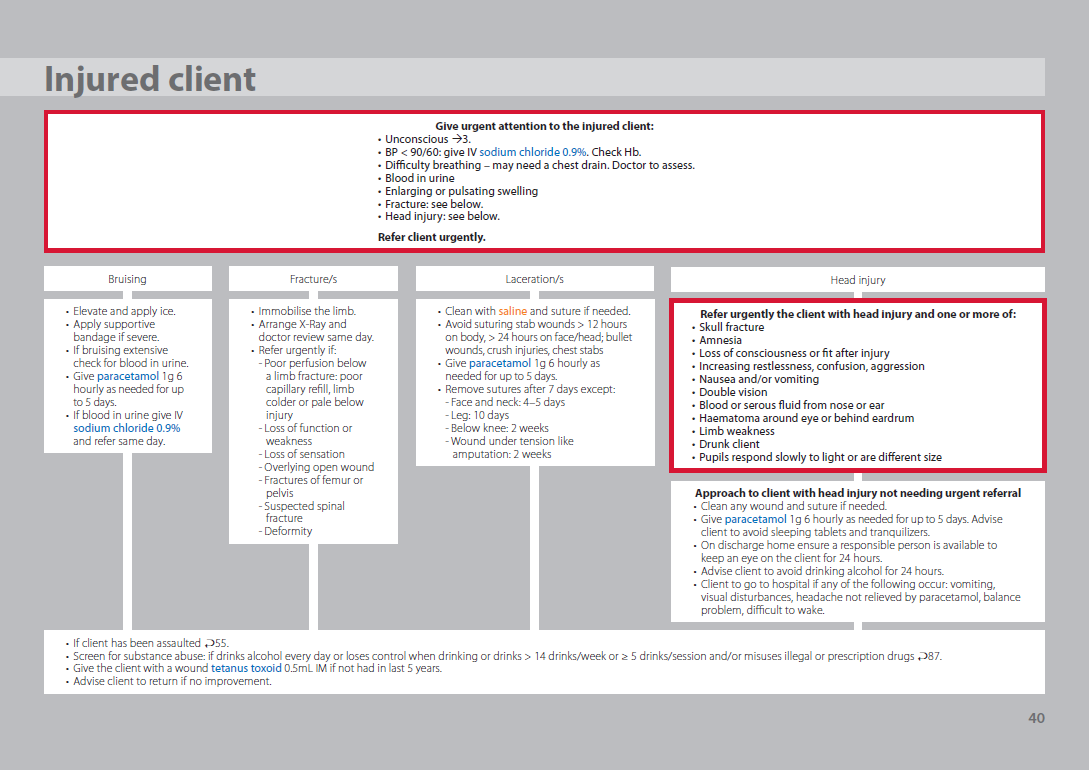 Injured client
Give urgent attention to the injured client:
• Unconscious →3.
• BP < 90/60: give IV sodium chloride 0.9%. Check Hb.
• Difficulty breathing – may need a chest drain. Doctor to assess.
• Blood in urine
• Enlarging or pulsating swelling
• Fracture: see below.
• Head injury: see below.
Refer client urgently.
Bruising
• Elevate and apply ice.
• Apply supportive
bandage if severe.
• If bruising extensive
check for blood in urine.
• Give paracetamol 1g 6
hourly as needed for up
to 5 days.
• If blood in urine give IV
sodium chloride 0.9%
and refer same day.
Fracture/s
• Immobilise the limb.
• Arrange X-Ray and
doctor review same day.
• Refer urgently if:
- Poor perfusion below
a limb fracture: poor
capillary refill, limb
colder or pale below
injury
- Loss of function or
weakness
- Loss of sensation
- Overlying open wound
- Fractures of femur or
pelvis
- Suspected spinal
fracture
- Deformity
Laceration/s
• Clean with saline and suture if needed.
• Avoid suturing stab wounds > 12 hours
on body, > 24 hours on face/head; bullet
wounds, crush injuries, chest stabs
• Give paracetamol 1g 6 hourly as
needed for up to 5 days.
• Remove sutures after 7 days except:
- Face and neck: 4–5 days
- Leg: 10 days
- Below knee: 2 weeks
- Wound under tension like
amputation: 2 weeks
Head injury
Refer urgently the client with head injury and one or more of:
• Skull fracture
• Amnesia
• Loss of consciousness or fit after injury
• Increasing restlessness, confusion, aggression
• Nausea and/or vomiting
• Double vision
• Blood or serous fluid from nose or ear
• Haematoma around eye or behind eardrum
• Limb weakness
• Drunk client
• Pupils respond slowly to light or are different size
Approach to client with head injury not needing urgent referral
• Clean any wound and suture if needed.
• Give paracetamol 1g 6 hourly as needed for up to 5 days. Advise
client to avoid sleeping tablets and tranquilizers.
• On discharge home ensure a responsible person is available to
keep an eye on the client for 24 hours.
• Advise client to avoid drinking alcohol for 24 hours.
• Client to go to hospital if any of the following occur: vomiting,
visual disturbances, headache not relieved by paracetamol, balance
problem, difficult to wake.
• If client has been assaulted ⮌55.
• Screen for substance abuse: if drinks alcohol every day or loses control when drinking or drinks > 14 drinks/week or ≥ 5 drinks/session and/or misuses illegal or prescription drugs ⮌87.
• Give the client with a wound tetanus toxoid 0.5mL IM if not had in last 5 years.
• Advise client to return if no improvement.
40